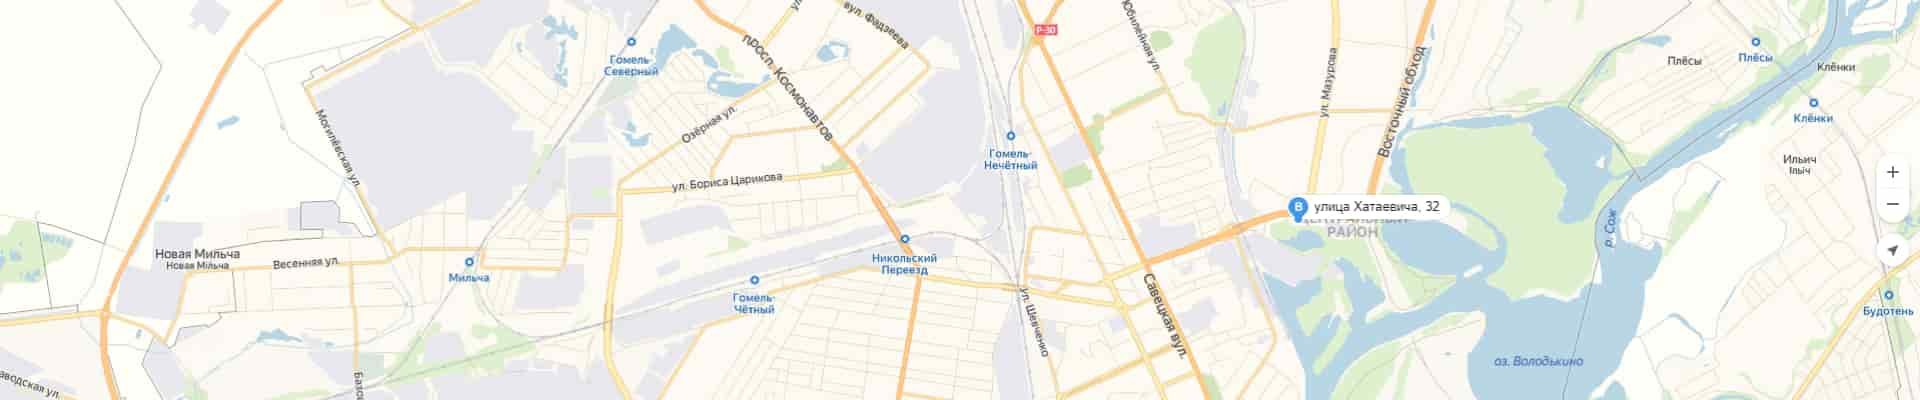 вул. Фадзеева
Р-30
Юбилейная ул.
Гомель-
Северный
просп. Космонавтов
Озёрная ул.
Могилёвская ул.
ул. Мазурова
Восточный обход
Плёсы
Плёсы
Клёнки
Клёнки
Гомель-
Нечётный
Ильич
Ільіч
ул. Бориса Царикова
В
улица Хатаевича, 32
РАЙОН
р. Сож
Новая Мильча
Новая Мільча
Весенняя ул.
Мильча
Никольский
Переезд
Гомель-
Чётный
ул. Шевченко
Савецкая вул.
Будотень
оз. Володькино